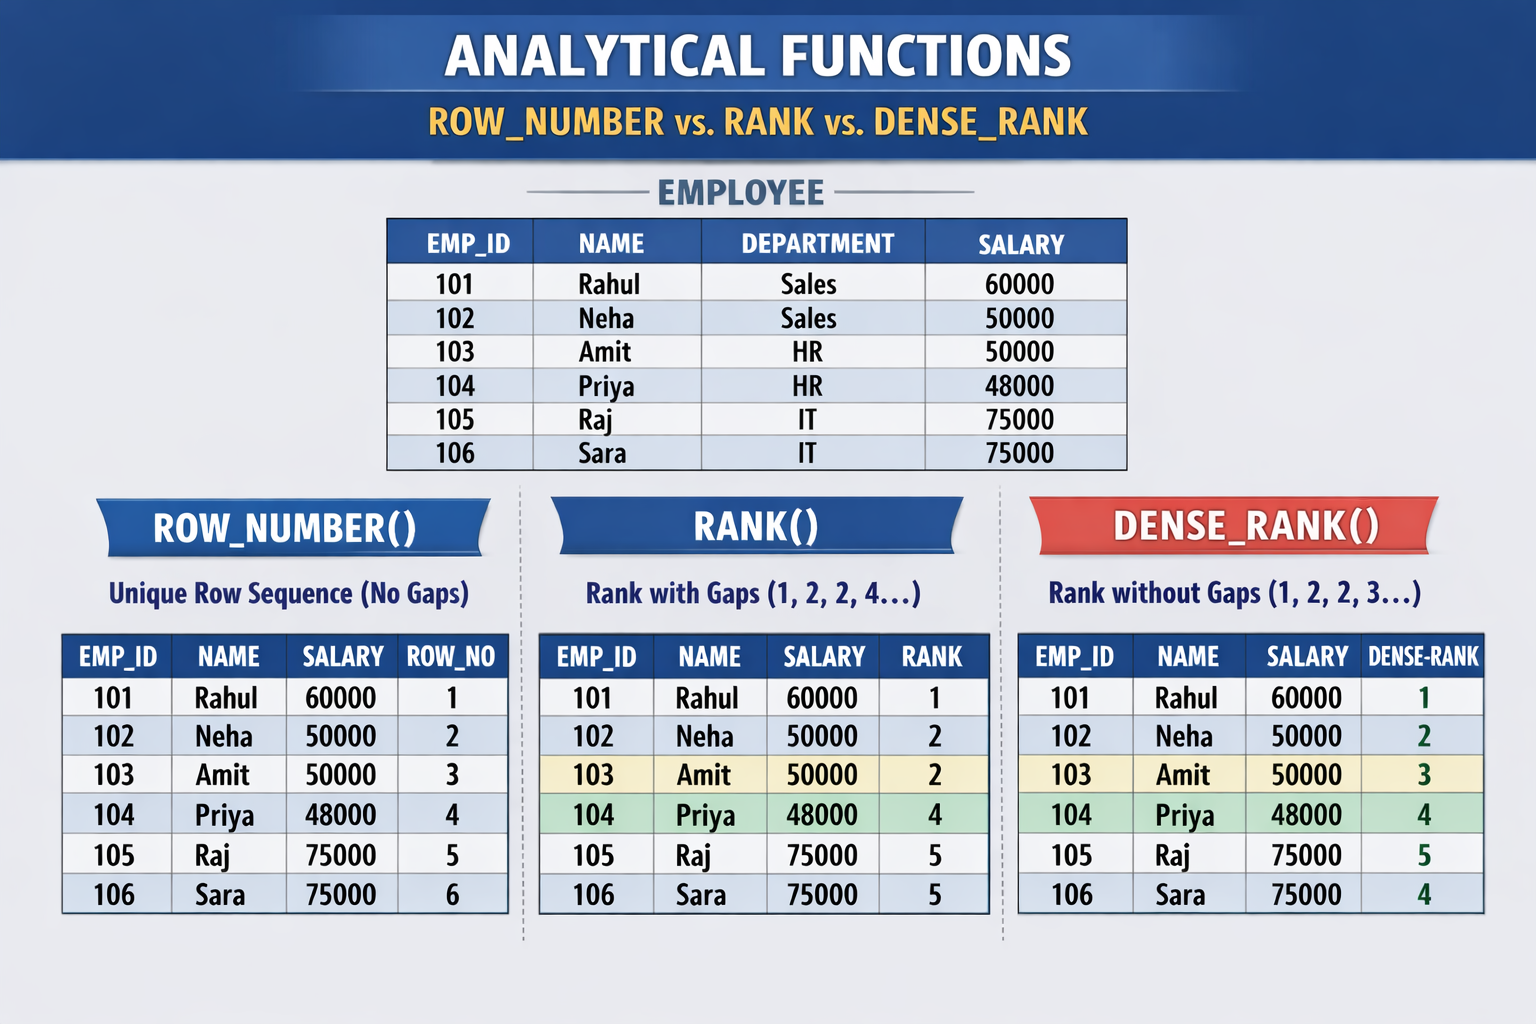 ANALYTICAL FUNCTIONS
ROW_NUMBER vs. RANK vs. DENSE_RANK
EMPLOYEE
EMP_ID NAME DEPARTMENT SALARY
101 Rahul Sales 60000
102 Neha Sales 50000
103 Amit HR 50000
104 Priya HR 48000
105 Raj IT 75000
106 Sara IT 75000
ROW_NUMBER()
Unique Row Sequence (No Gaps)
EMP_ID NAME SALARY ROW_NO
101 Rahul 60000 1
102 Neha 50000 2
103 Amit 50000 3
104 Priya 48000 4
105 Raj 75000 5
106 Sara 75000 6
RANK()
Rank with Gaps (1, 2, 2, 4...)
EMP_ID NAME SALARY RANK
101 Rahul 60000 1
102 Neha 50000 2
103 Amit 50000 2
104 Priya 48000 4
105 Raj 75000 5
106 Sara 75000 5
DENSE_RANK()
Rank without Gaps (1, 2, 2, 3...)
EMP_ID NAME SALARY DENSE-RANK
101 Rahul 60000 1
102 Neha 50000 2
103 Amit 50000 3
104 Priya 48000 4
105 Raj 75000 5
106 Sara 75000 4